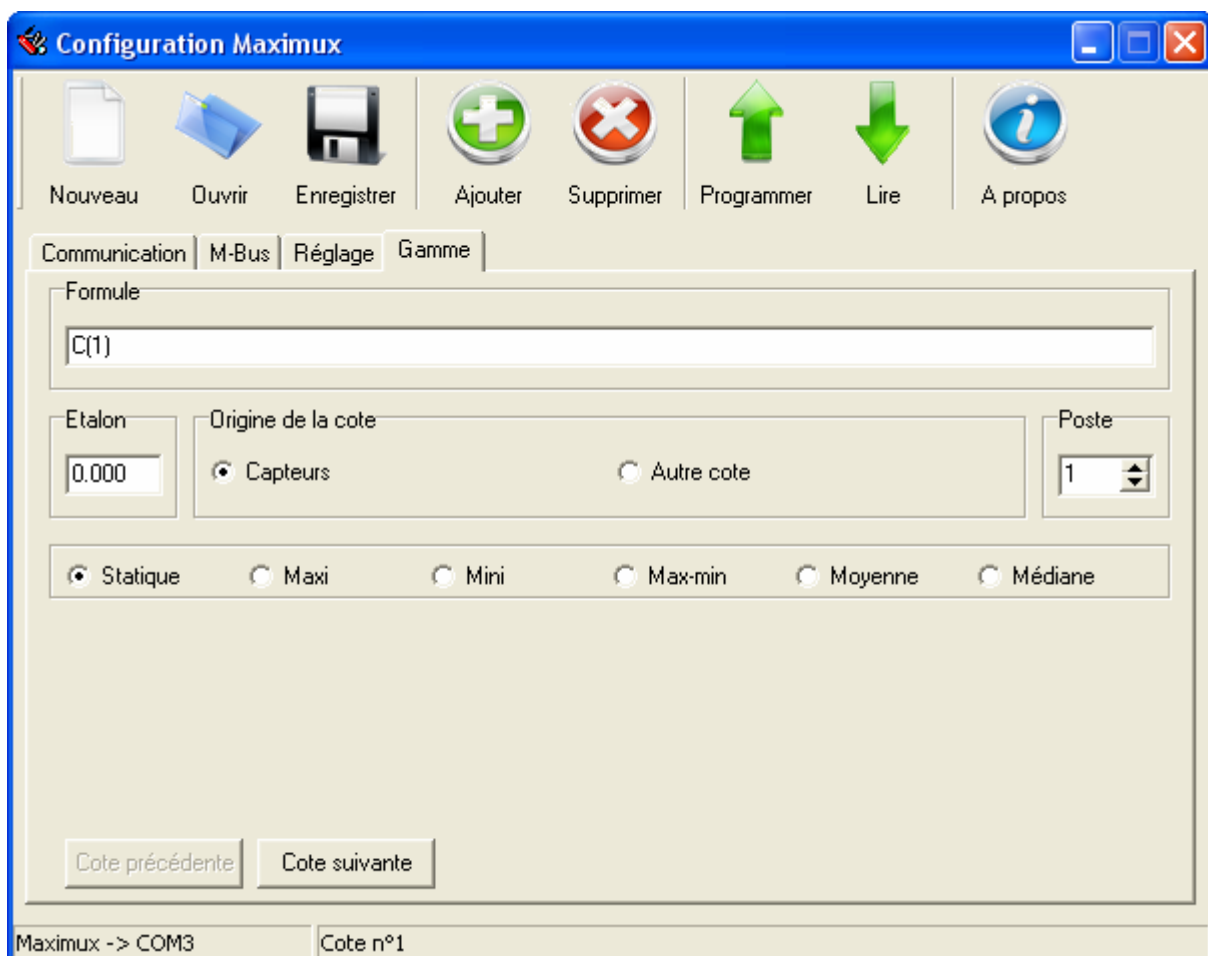 Configuration Maximux
Nouveau Ouvrir Enregistrer Ajouter Supprimer Programmer Lire A propos
Communication M-Bus Réglage Gamme
Formule
C(1)
Etalon Origine de la cote Poste
0.000 Capteurs Autre cote 1
Statique Maxi Mini Max-min Moyenne Médiane
Cote précédente Cote suivante
Maximux -> COM3 Cote n°1